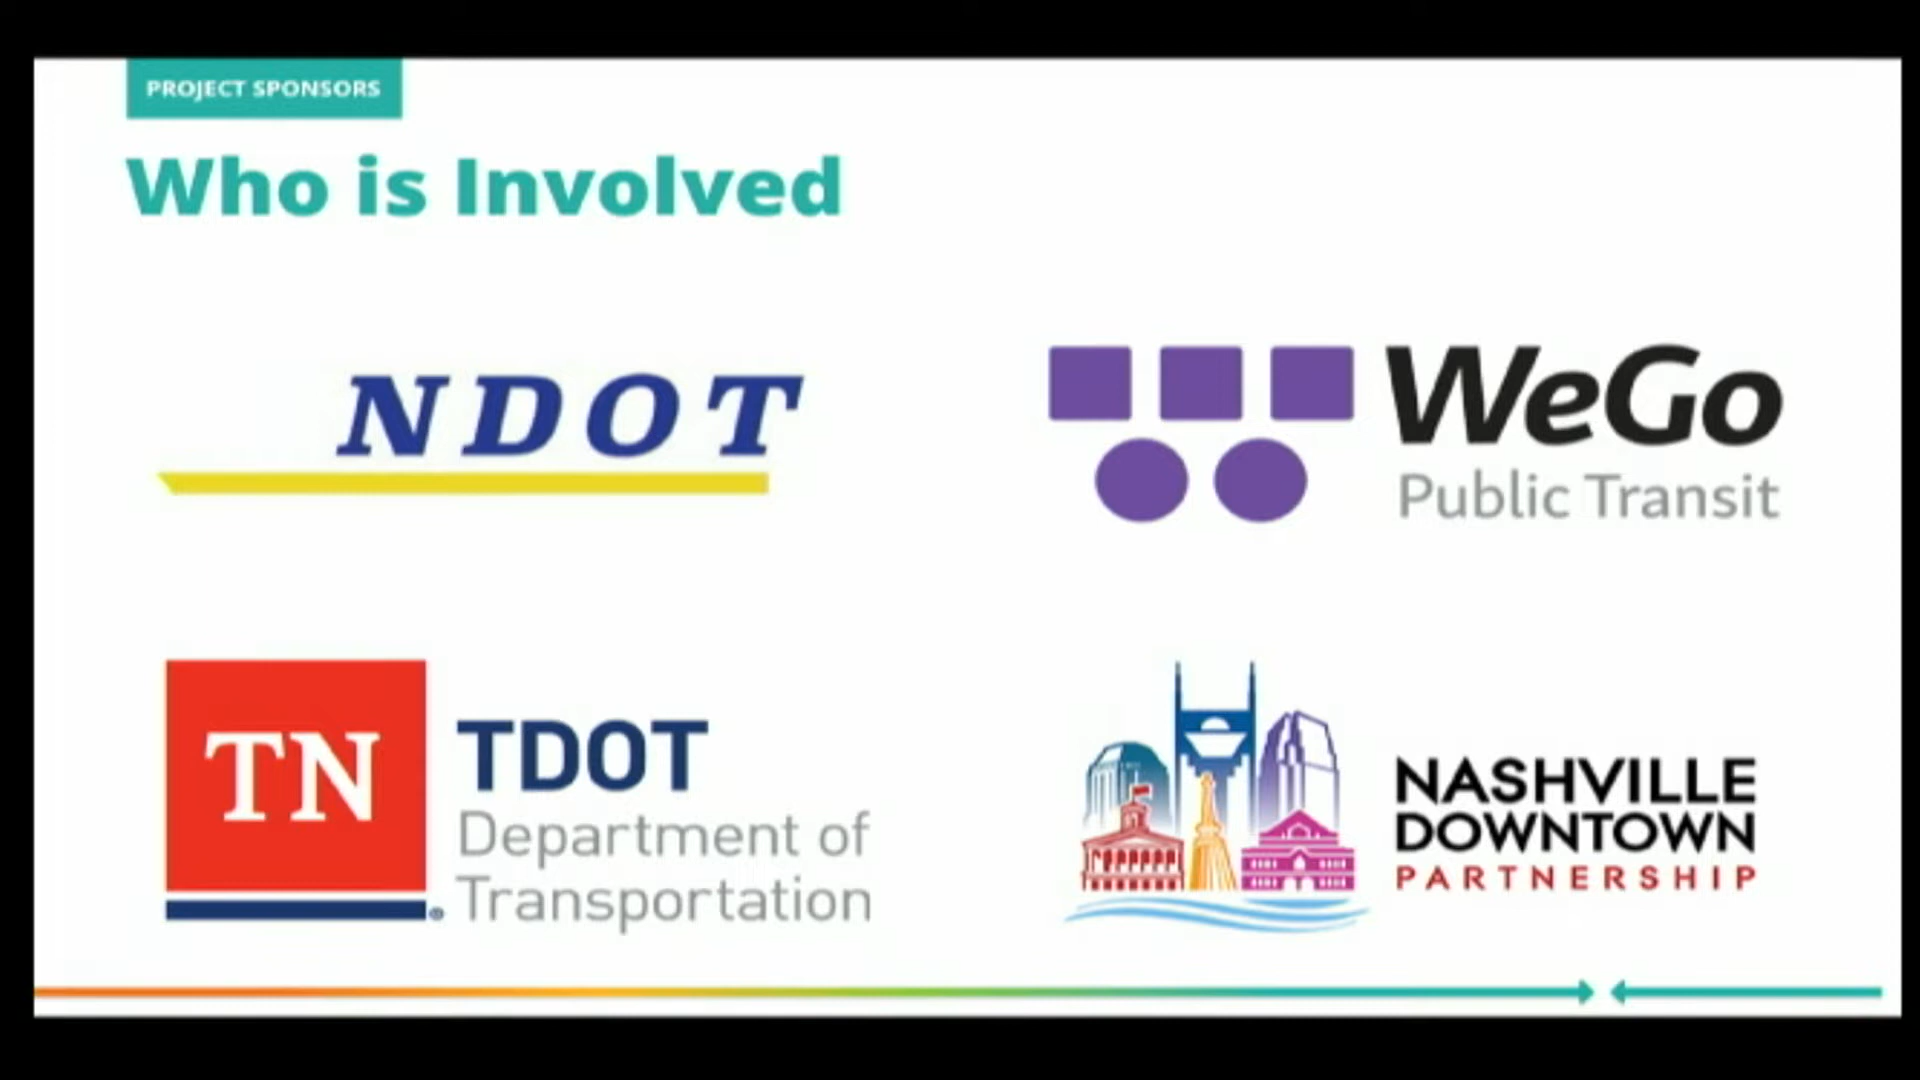 PROJECT SPONSORS
Who is Involved
NDOT
WeGo
Public Transit
TN
TDOT
Department of
Transportation
®
NASHVILLE
DOWNTOWN
PARTNERSHIP